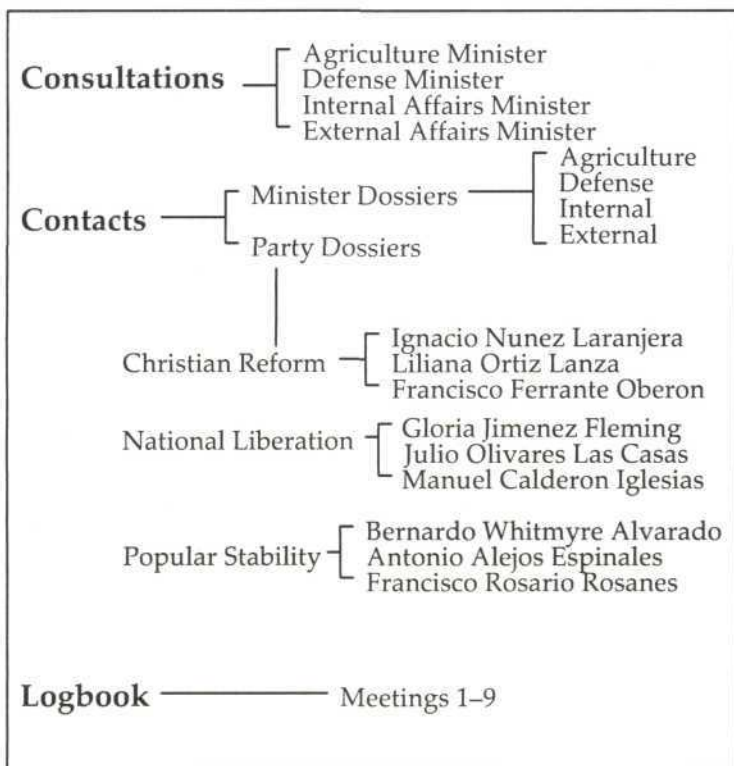 Consultations
Agriculture Minister
Defense Minister
Internal Affairs Minister
External Affairs Minister
Contacts
Minister Dossiers
Agriculture
Defense
Internal
External
Party Dossiers
Christian Reform
Ignacio Nunez Laranjera
Liliana Ortiz Lanza
Francisco Ferrante Oberon
National Liberation
Gloria Jimenez Fleming
Julio Olivares Las Casas
Manuel Calderon Iglesias
Popular Stability
Bernardo Whitmyre Alvarado
Antonio Alejos Espinales
Francisco Rosario Rosanes
Logbook
Meetings 1–9